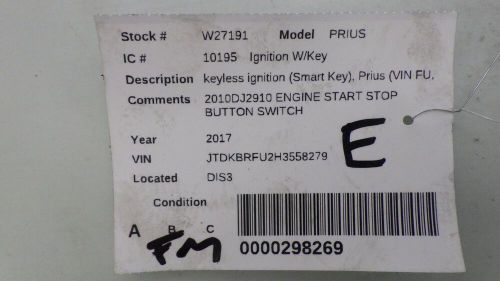 Stock # W27191 Model PRIUS
IC # 10195 Ignition W/Key
Description keyless ignition (Smart Key), Prius (VIN FU,
Comments 2010DJ2910 ENGINE START STOP
BUTTON SWITCH
Year 2017
VIN JTDKBRFU2H3558279
Located DIS3
E
Condition
A B C
FM
0000298269